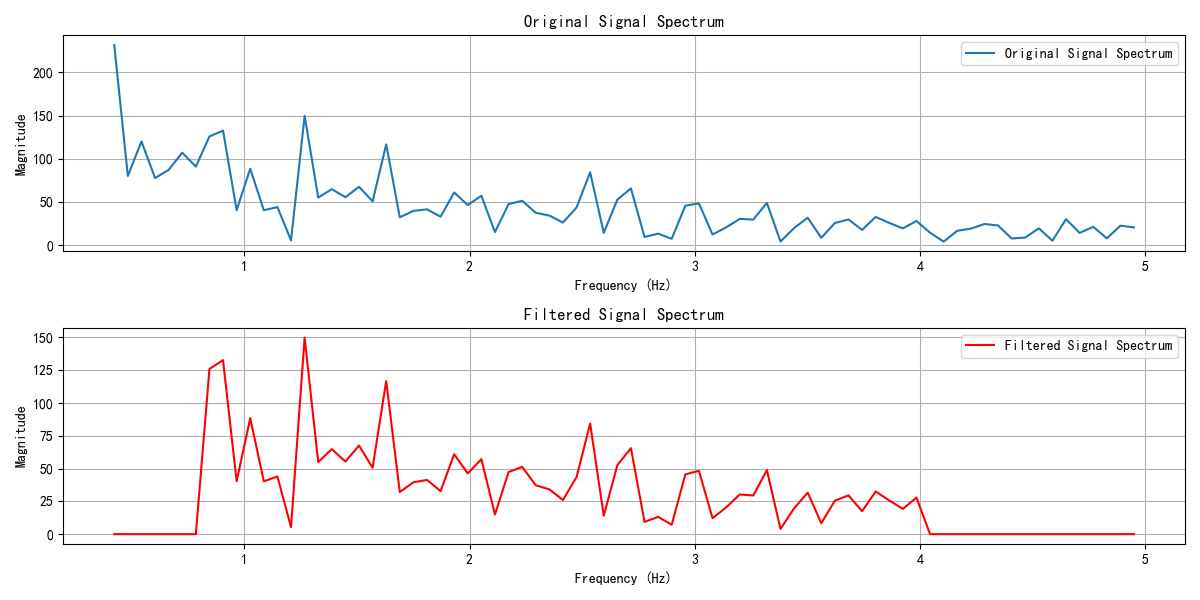 Original Signal Spectrum
Original Signal Spectrum
200
150
100
50
0
Magnitude
1 2 3 4 5
Frequency (Hz)
Filtered Signal Spectrum
Filtered Signal Spectrum
150
125
100
75
50
25
0
Magnitude
1 2 3 4 5
Frequency (Hz)